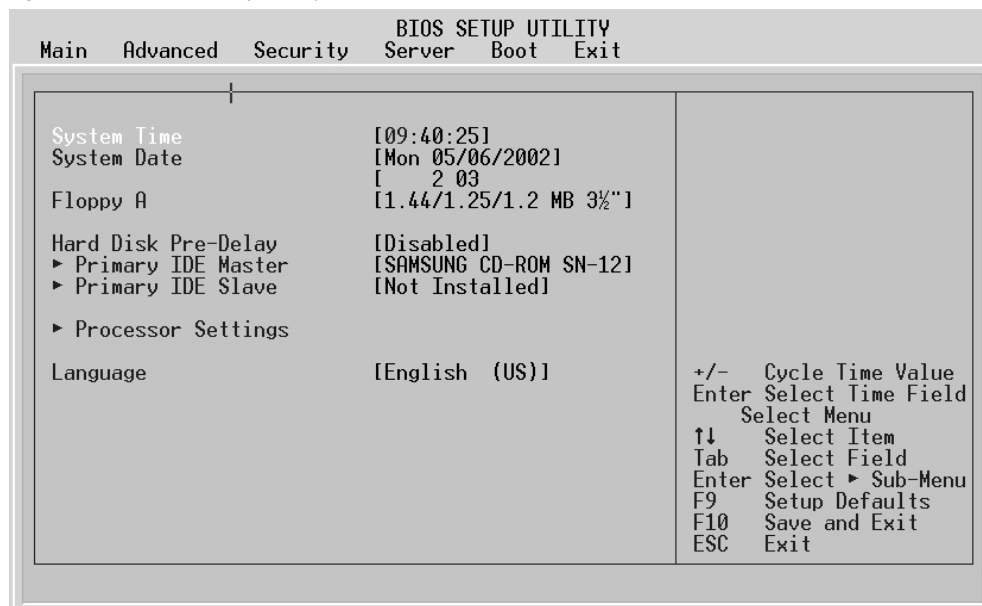 BIOS SETUP UTILITY
Main Advanced Security Server Boot Exit
System Time [09:40:25]
System Date [Mon 05/06/2002]
[ 2 03
Floppy A [1.44/1.25/1.2 MB 3½"]
Hard Disk Pre-Delay [Disabled]
► Primary IDE Master [SAMSUNG CD-ROM SN-12]
► Primary IDE Slave [Not Installed]
► Processor Settings
Language [English (US)]
+/- Cycle Time Value
Enter Select Time Field
Select Menu
↑↓ Select Item
Tab Select Field
Enter Select ► Sub-Menu
F9 Setup Defaults
F10 Save and Exit
ESC Exit